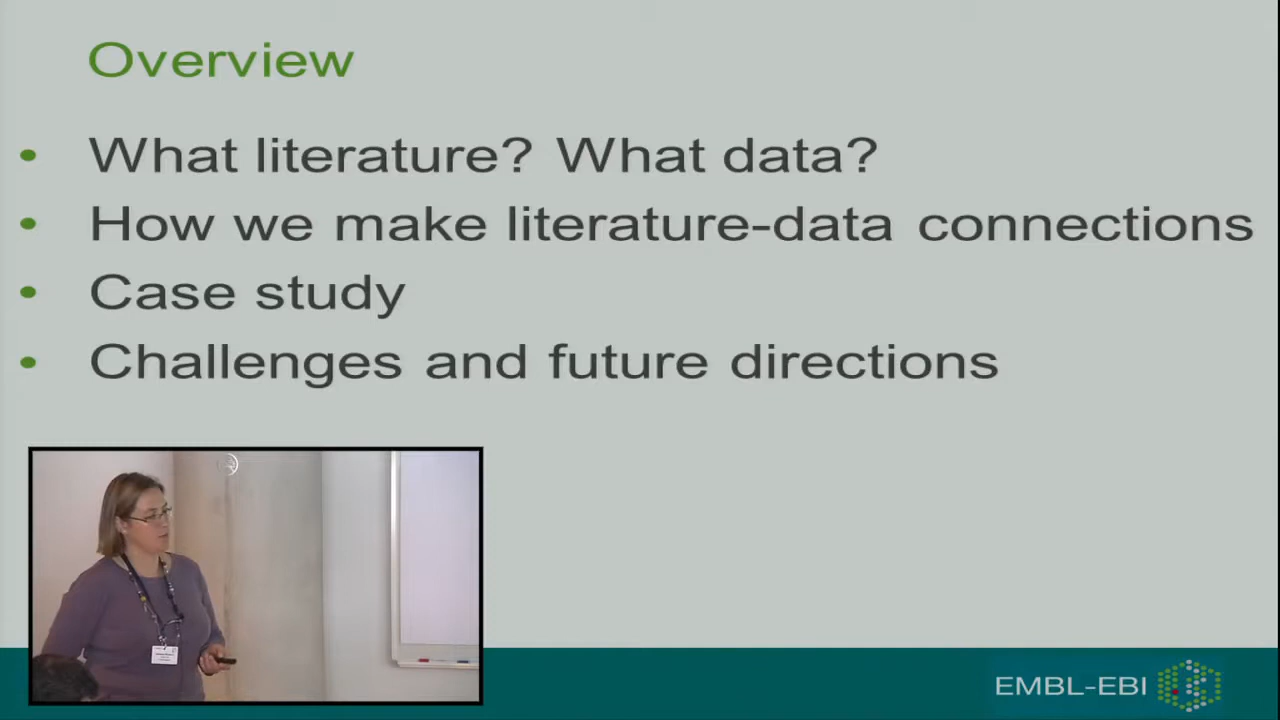 Overview
• What literature? What data?
• How we make literature-data connections
• Case study
• Challenges and future directions
EMBL-EBI